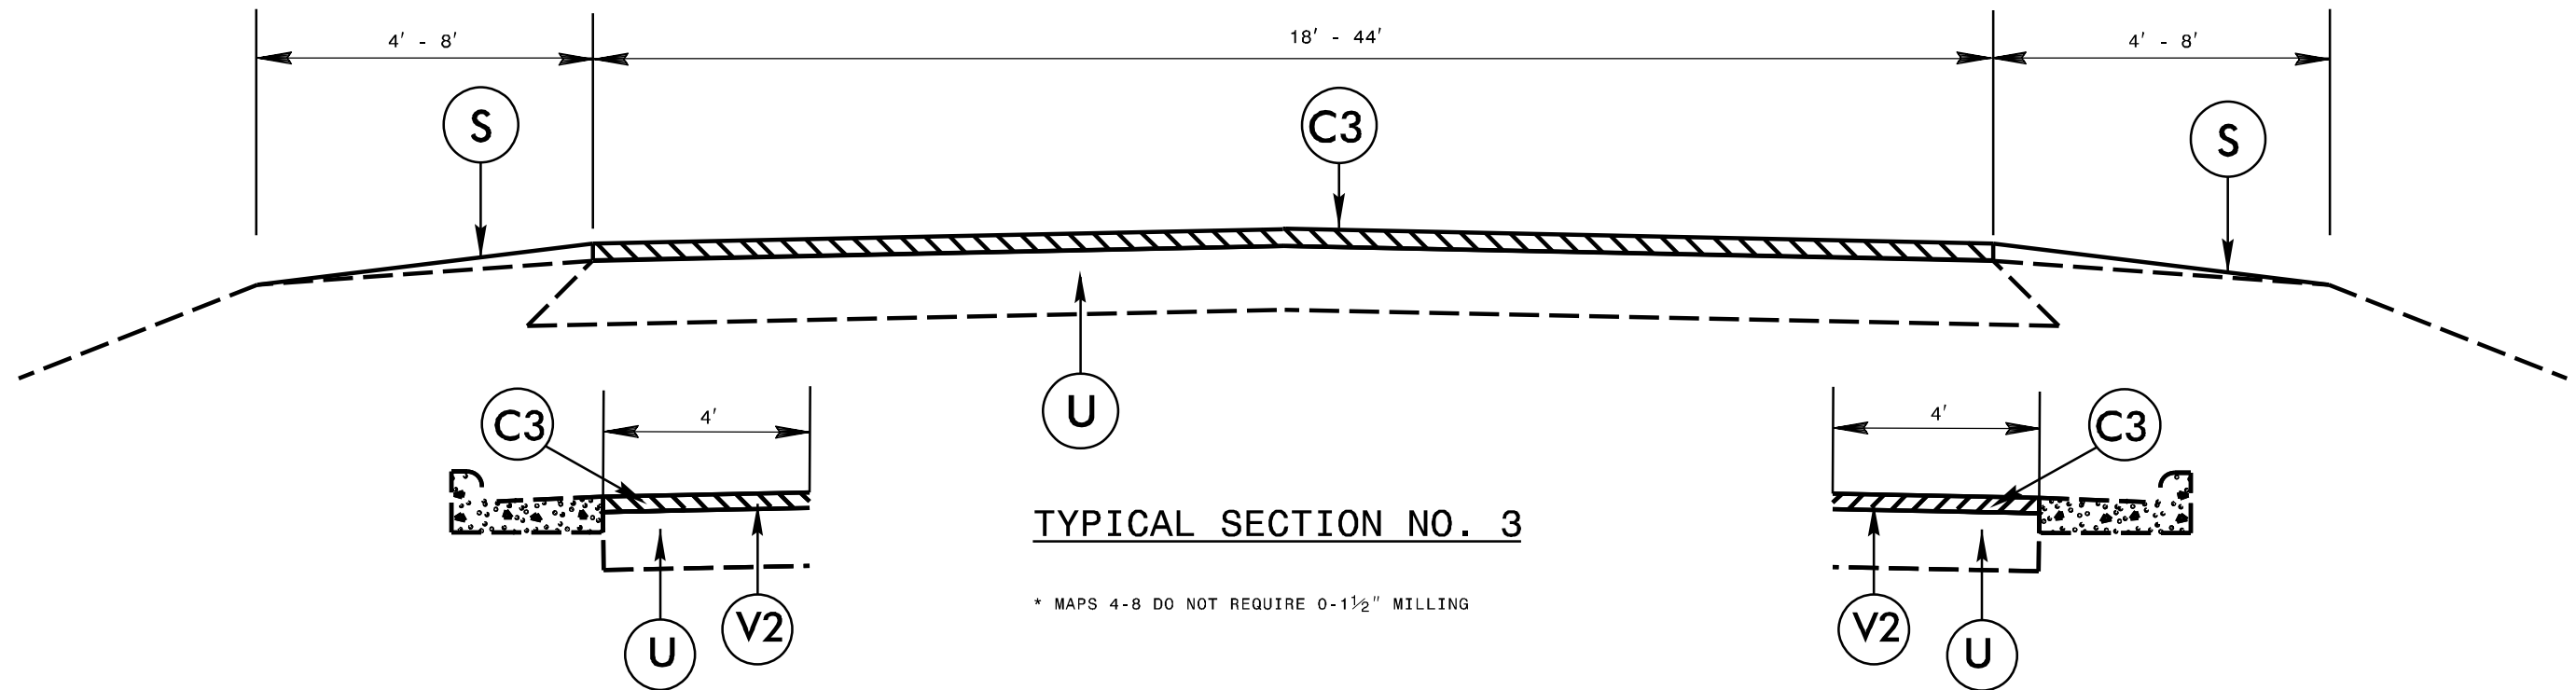 4' - 8'
18' - 44'
4' - 8'
S
C3
S
U
C3
4'
4'
C3
TYPICAL SECTION NO. 3
* MAPS 4-8 DO NOT REQUIRE 0-1½" MILLING
V2
U
V2
U